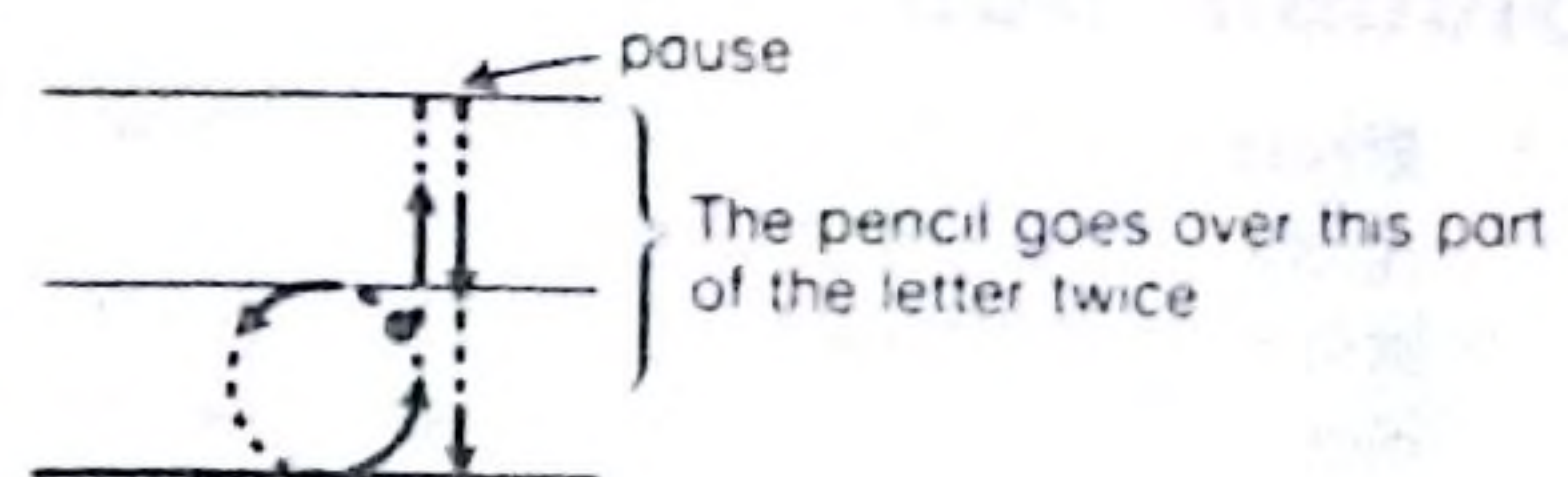 pause
The pencil goes over this part
of the letter twice